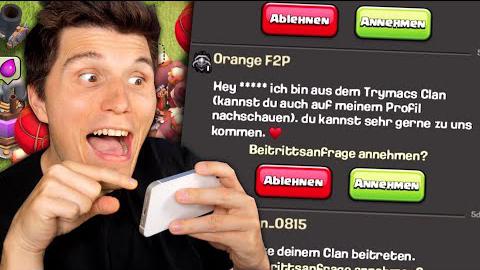 Ablehnen Annehmen
Orange F2P
Hey ***** ich bin aus dem Trymacs Clan
(kannst du auch auf meinem Profil
nachschauen). du kannst sehr gerne zu uns
kommen. ♥
Beitrittsanfrage annehmen?
Ablehnen Annehmen
n_0815
te deinem Clan beitreten.